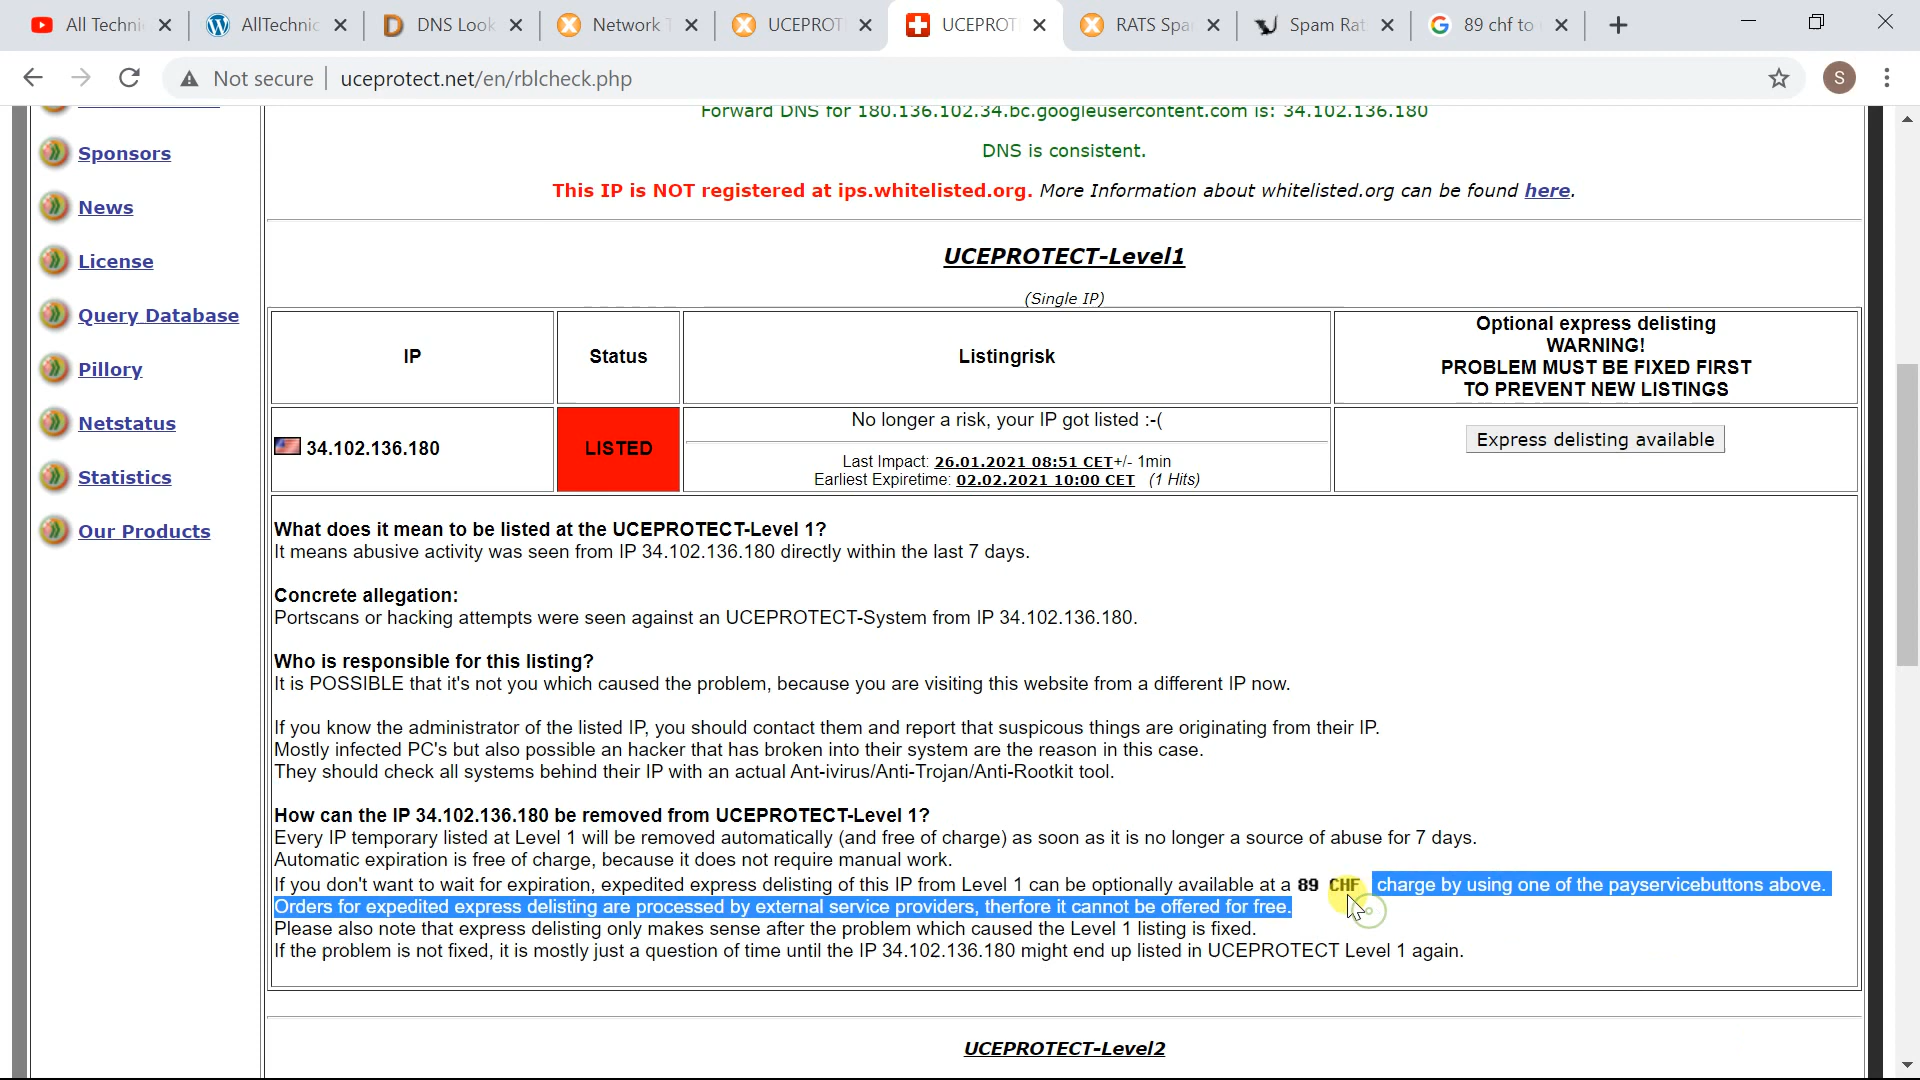 All Techni
AllTechnic
DNS Look
Network T
UCEPROT
UCEPROT
RATS Spa
Spam Rat
89 chf to
Not secure
uceprotect.net/en/rblcheck.php
S
Forward DNS for 180.136.102.34.bc.googleusercontent.com is: 34.102.136.180
DNS is consistent.
This IP is NOT registered at ips.whitelisted.org. More Information about whitelisted.org can be found here.
Sponsors
News
License
Query Database
Pillory
Netstatus
Statistics
Our Products
UCEPROTECT-Level1
(Single IP)
IP
Status
Listingrisk
Optional express delisting
WARNING!
PROBLEM MUST BE FIXED FIRST
TO PREVENT NEW LISTINGS
34.102.136.180
LISTED
No longer a risk, your IP got listed :-(
Last Impact: 26.01.2021 08:51 CET+/- 1min
Earliest Expiretime: 02.02.2021 10:00 CET (1 Hits)
Express delisting available
What does it mean to be listed at the UCEPROTECT-Level 1?
It means abusive activity was seen from IP 34.102.136.180 directly within the last 7 days.
Concrete allegation:
Portscans or hacking attempts were seen against an UCEPROTECT-System from IP 34.102.136.180.
Who is responsible for this listing?
It is POSSIBLE that it's not you which caused the problem, because you are visiting this website from a different IP now.
If you know the administrator of the listed IP, you should contact them and report that suspicous things are originating from their IP.
Mostly infected PC's but also possible an hacker that has broken into their system are the reason in this case.
They should check all systems behind their IP with an actual Ant-ivirus/Anti-Trojan/Anti-Rootkit tool.
How can the IP 34.102.136.180 be removed from UCEPROTECT-Level 1?
Every IP temporary listed at Level 1 will be removed automatically (and free of charge) as soon as it is no longer a source of abuse for 7 days.
Automatic expiration is free of charge, because it does not require manual work.
If you don't want to wait for expiration, expedited express delisting of this IP from Level 1 can be optionally available at a 89 CHF charge by using one of the payservicebuttons above.
Orders for expedited express delisting are processed by external service providers, therfore it cannot be offered for free.
Please also note that express delisting only makes sense after the problem which caused the Level 1 listing is fixed.
If the problem is not fixed, it is mostly just a question of time until the IP 34.102.136.180 might end up listed in UCEPROTECT Level 1 again.
UCEPROTECT-Level2